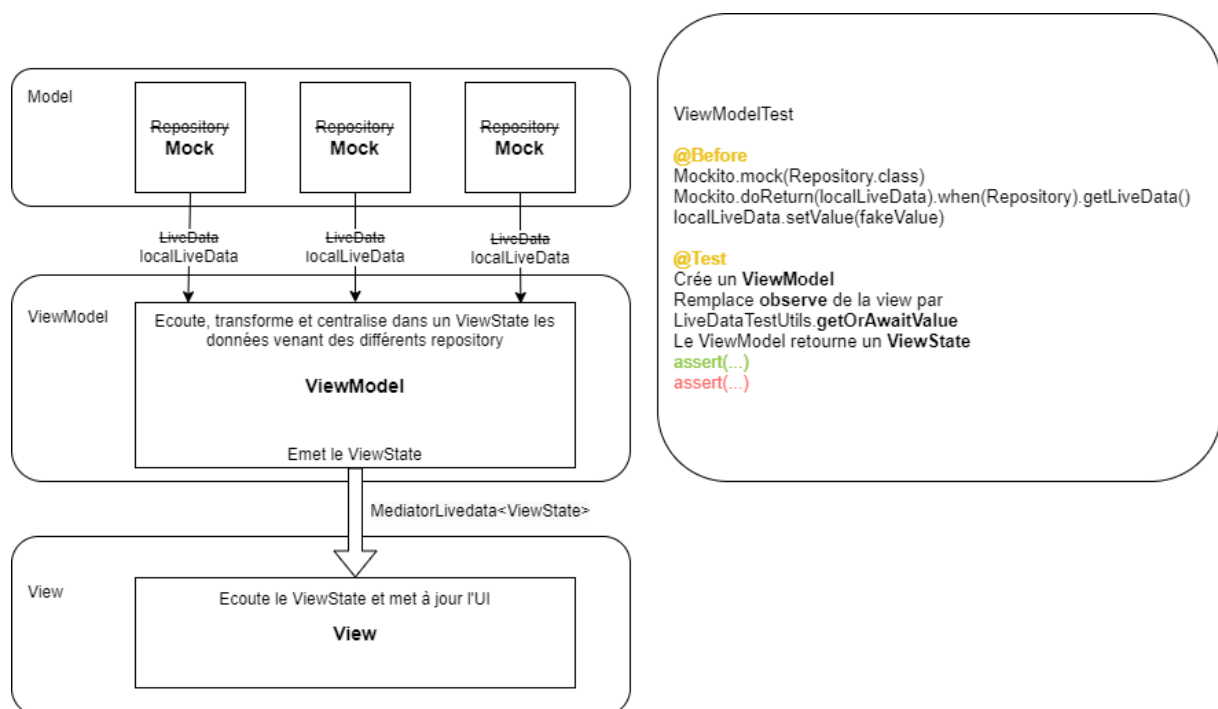 Model
Repository
Mock
Repository
Mock
Repository
Mock
LiveData
localLiveData
LiveData
localLiveData
LiveData
localLiveData
ViewModel
Ecoute, transforme et centralise dans un ViewState les
données venant des différents repository
ViewModel
Emet le ViewState
MediatorLivedata<ViewState>
View
Ecoute le ViewState et met à jour l'UI
View
ViewModelTest
@Before
Mockito.mock(Repository.class)
Mockito.doReturn(localLiveData).when(Repository).getLiveData()
localLiveData.setValue(fakeValue)
@Test
Crée un ViewModel
Remplace observe de la view par
LiveDataTestUtils.getOrAwaitValue
Le ViewModel retourne un ViewState
assert(...)
assert(...)